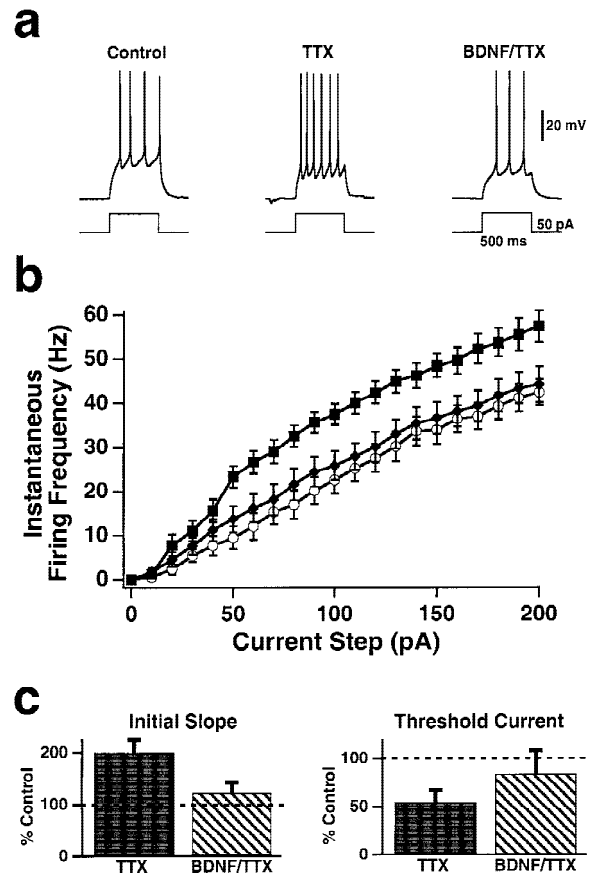 a
Control TTX BDNF/TTX
20 mV
50 pA
500 ms
b
60
50
40
30
20
10
0
Instantaneous
Firing Frequency (Hz)
0 50 100 150 200
Current Step (pA)
c
Initial Slope
200
100
0
% Control
TTX BDNF/TTX
Threshold Current
100
50
0
% Control
TTX BDNF/TTX